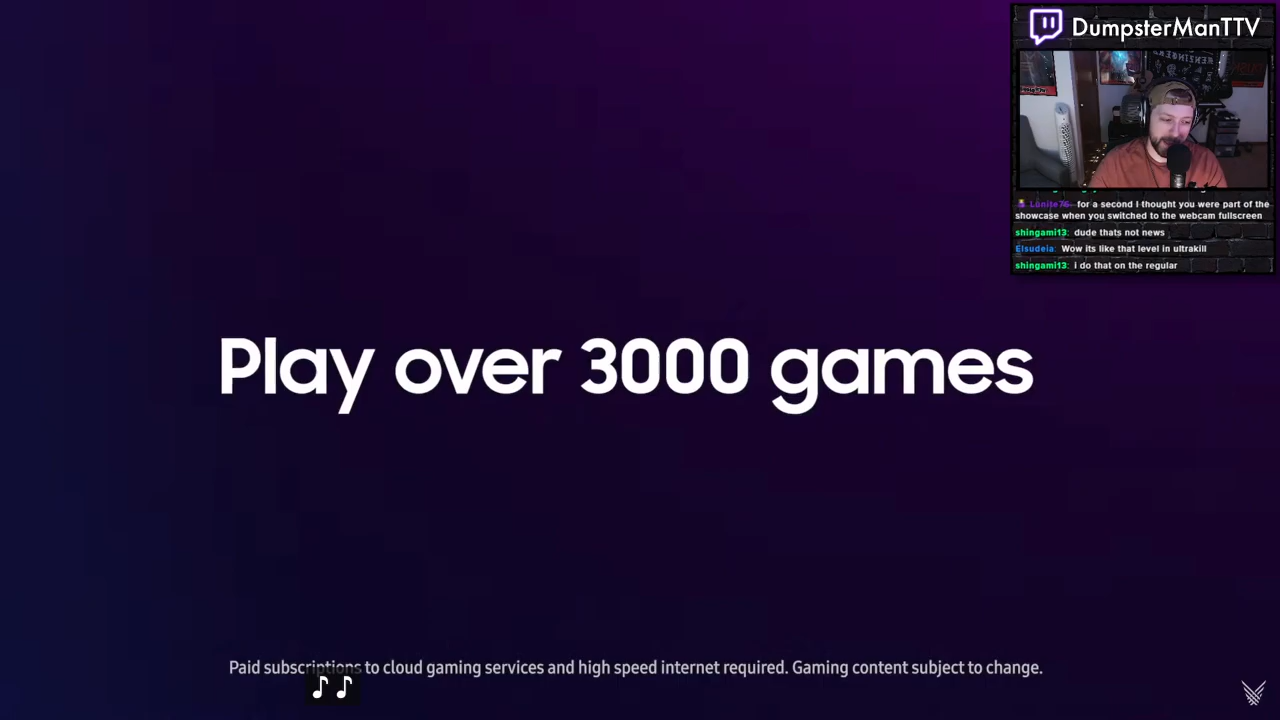 DumpsterManTTV
Lunite76: for a second I thought you were part of the
showcase when you switched to the webcam fullscreen
shingami13: dude thats not news
Elsudeia: Wow its like that level in ultrakill
shingami13: i do that on the regular
Play over 3000 games
Paid subscriptions to cloud gaming services and high speed internet required. Gaming content subject to change.
♪ ♪